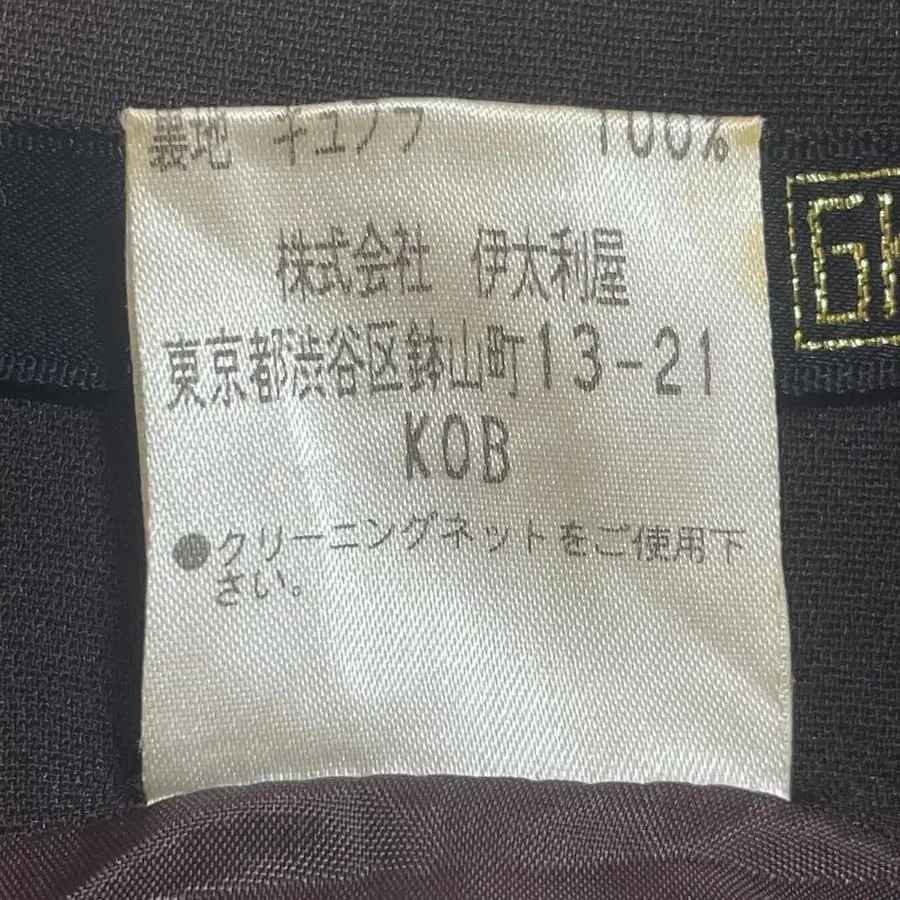 裏地 キュプラ 100%
株式会社 伊太利屋
東京都渋谷区鉢山町13-21
KOB
●クリーニングネットをご使用下
さい。